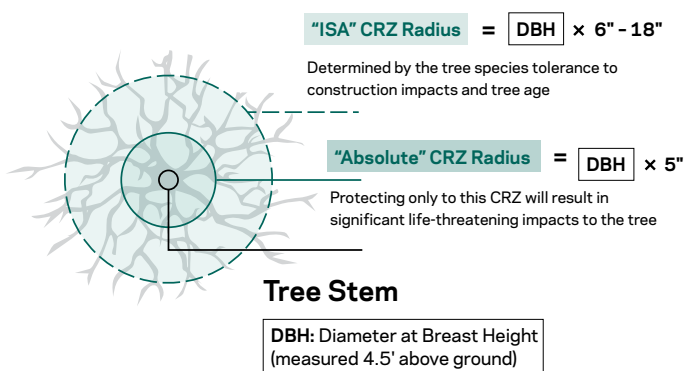 “ISA” CRZ Radius = DBH × 6" - 18"
Determined by the tree species tolerance to
construction impacts and tree age
“Absolute” CRZ Radius = DBH × 5"
Protecting only to this CRZ will result in
significant life-threatening impacts to the tree
Tree Stem
DBH: Diameter at Breast Height
(measured 4.5' above ground)